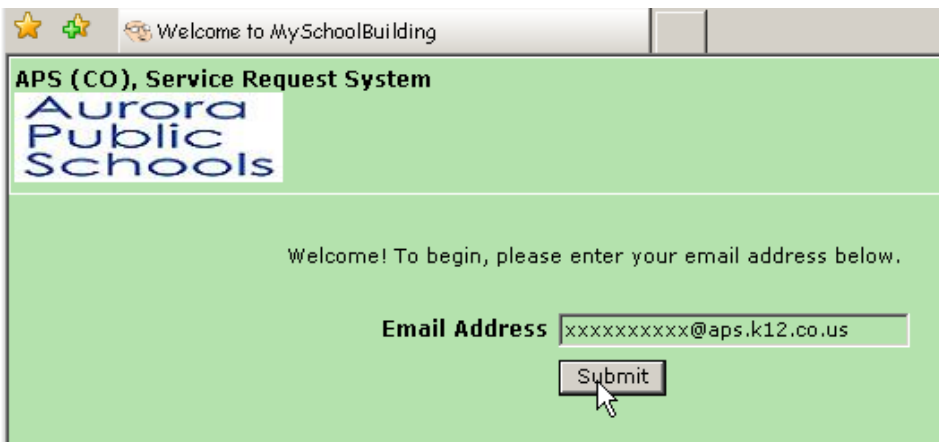 Welcome to MySchoolBuilding
APS (CO), Service Request System
Aurora
Public
Schools
Welcome! To begin, please enter your email address below.
Email Address xxxxxxxxxx@aps.k12.co.us
Submit